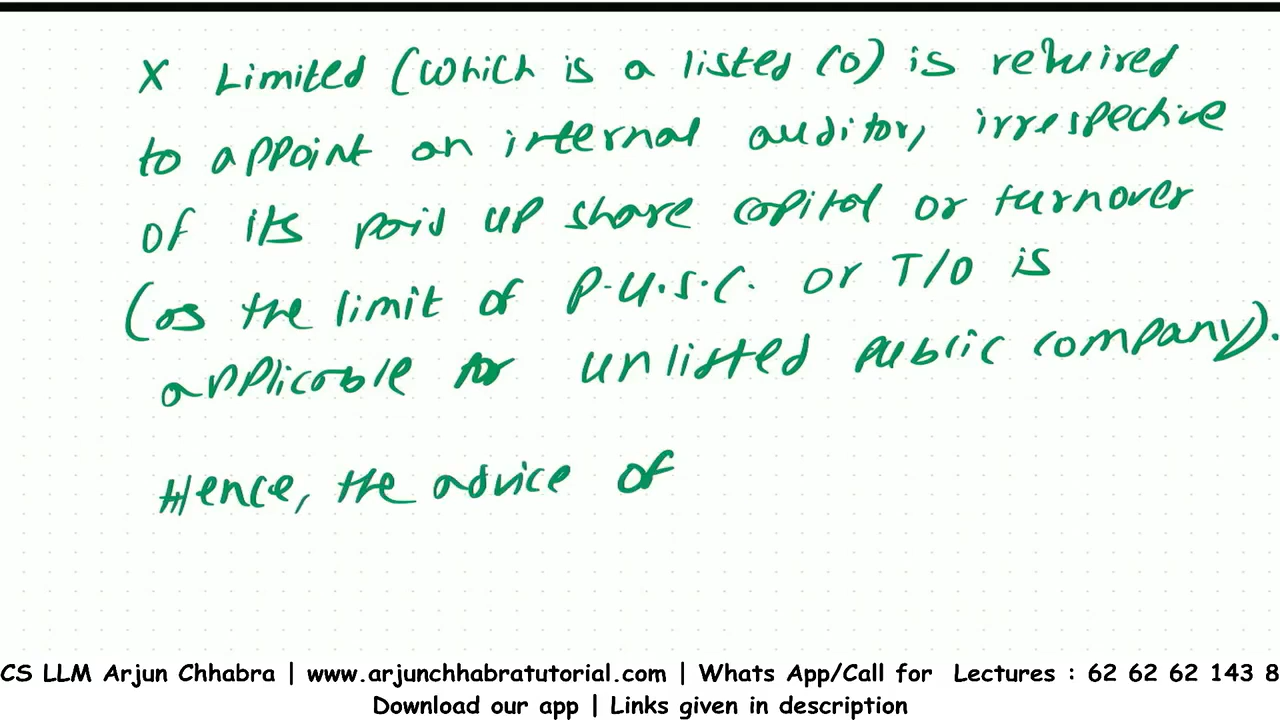 X Limited (which is a listed Co) is required
to appoint an internal auditor, irrespective
of its paid up share capital or turnover
(as the limit of P.U.S.C. or T/O is
applicable to unlisted public company).
Hence, the advice of
CS LLM Arjun Chhabra | www.arjunchhabratutorial.com | Whats App/Call for Lectures : 62 62 62 143 8
Download our app | Links given in description